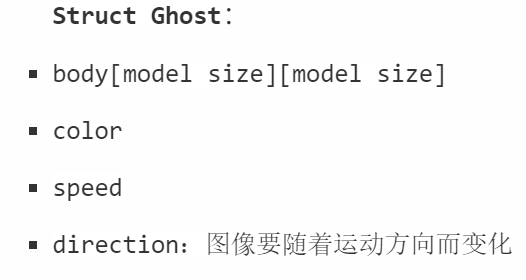 Struct Ghost：
▪ body[model size][model size]
▪ color
▪ speed
▪ direction：图像要随着运动方向而变化